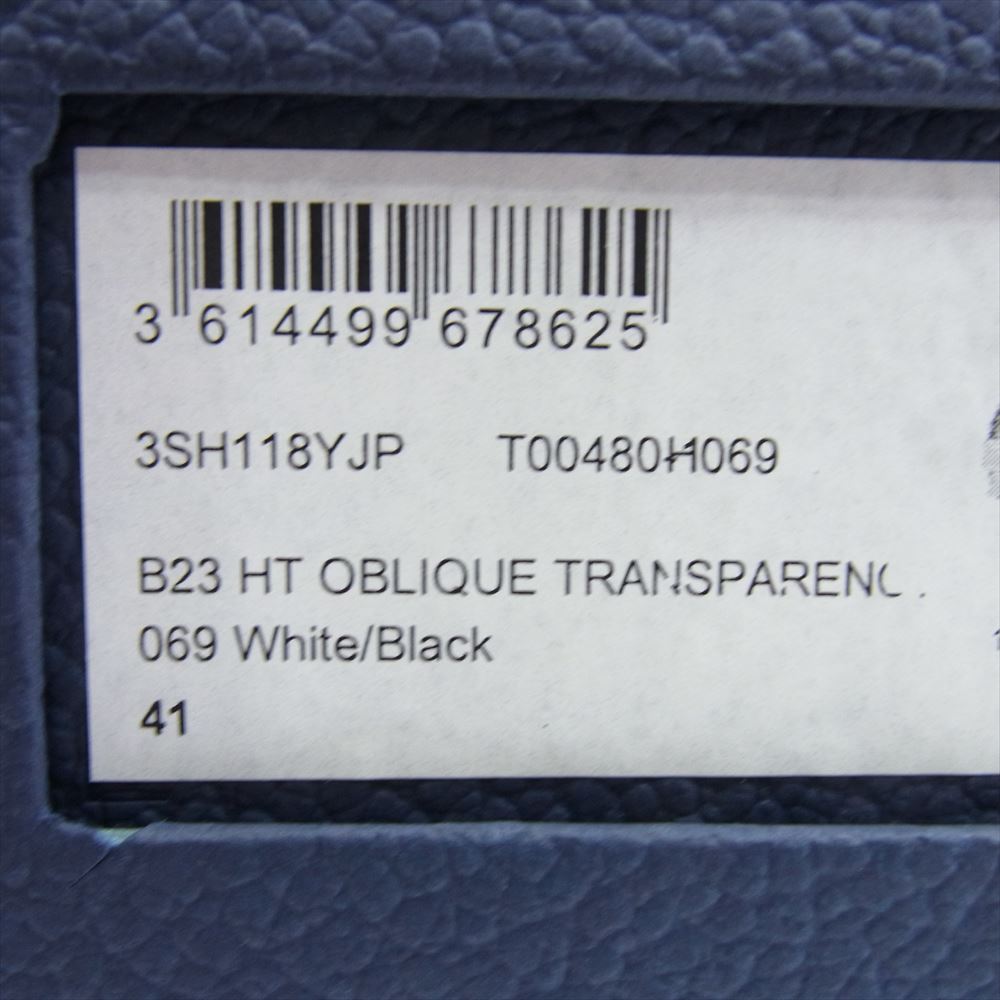 3 614499 678625
3SH118YJP T00480H069
B23 HT OBLIQUE TRANSPARENC.
069 White/Black
41